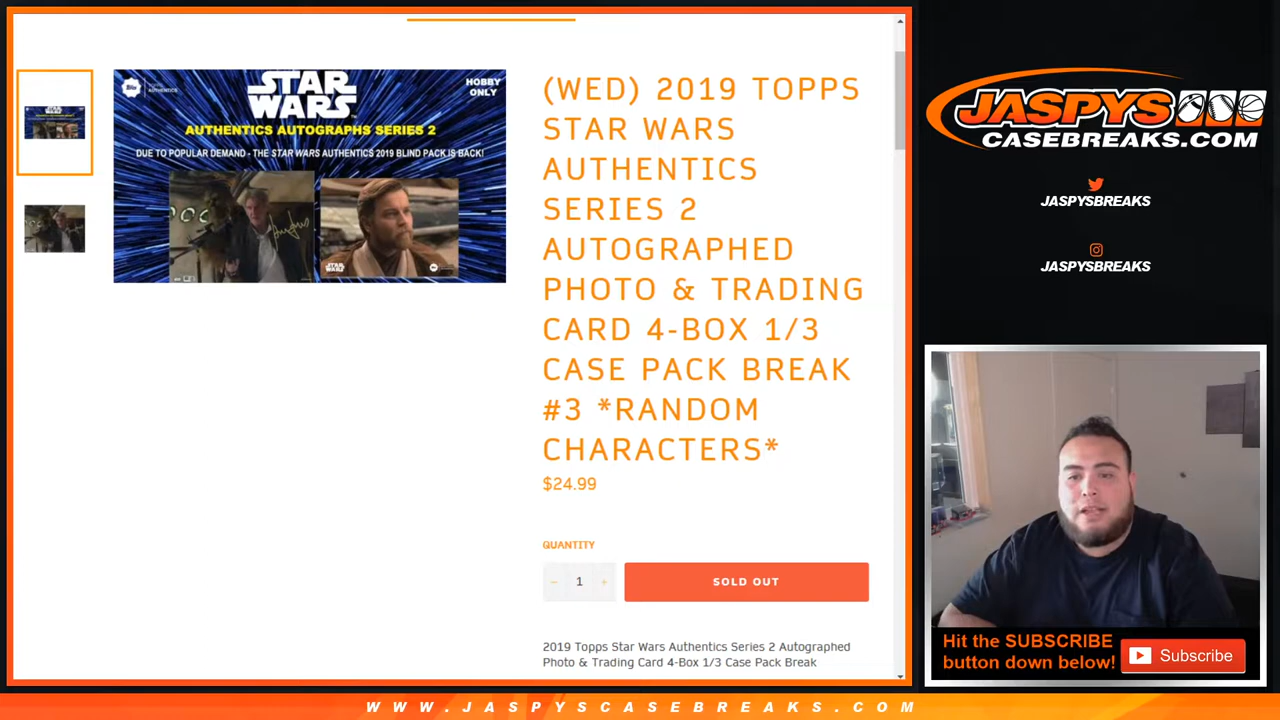 STAR
WARS
AUTHENTICS AUTOGRAPHS SERIES 2
HOBBY
ONLY
DUE TO POPULAR DEMAND - THE STAR WARS AUTHENTICS 2019 BLIND PACK IS BACK!
(WED) 2019 TOPPS
STAR WARS
AUTHENTICS
SERIES 2
AUTOGRAPHED
PHOTO & TRADING
CARD 4-BOX 1/3
CASE PACK BREAK
#3 *RANDOM
CHARACTERS*
$24.99
QUANTITY
− 1 +
SOLD OUT
2019 Topps Star Wars Authentics Series 2 Autographed
Photo & Trading Card 4-Box 1/3 Case Pack Break
JASPYS
CASEBREAKS.COM
JASPYSBREAKS
JASPYSBREAKS
Hit the SUBSCRIBE
button down below!
Subscribe
WWW.JASPYSCASEBREAKS.COM